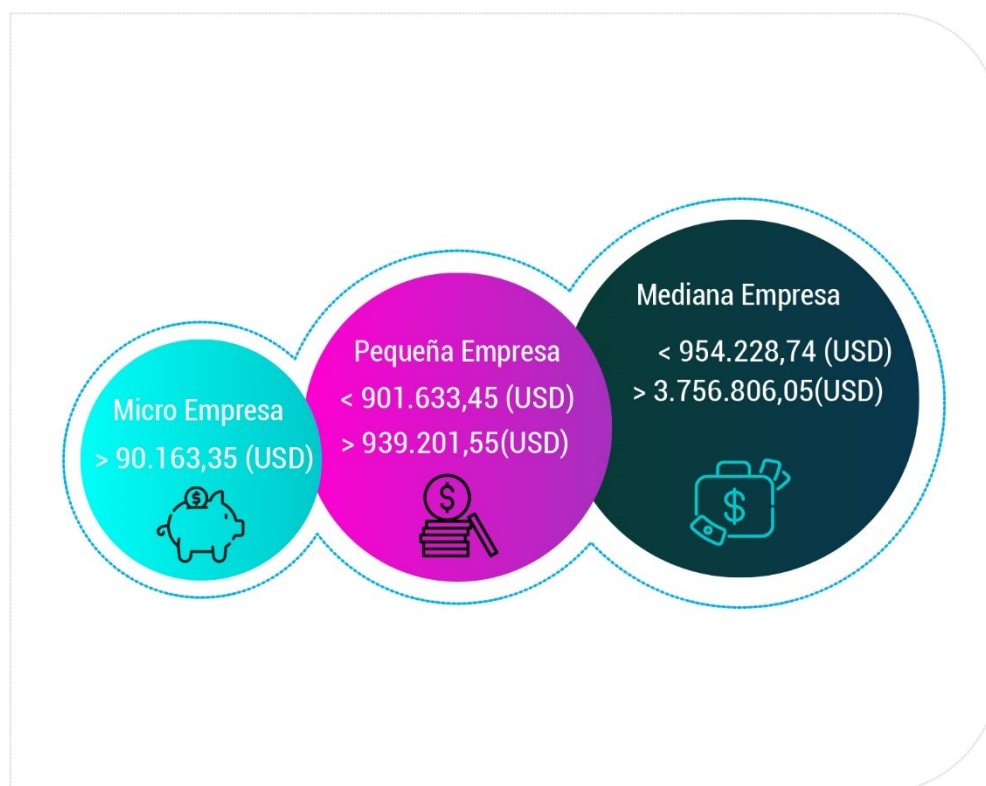 Micro Empresa
> 90.163,35 (USD)
$
Pequeña Empresa
< 901.633,45 (USD)
> 939.201,55(USD)
$
Mediana Empresa
< 954.228,74 (USD)
> 3.756.806,05(USD)
$